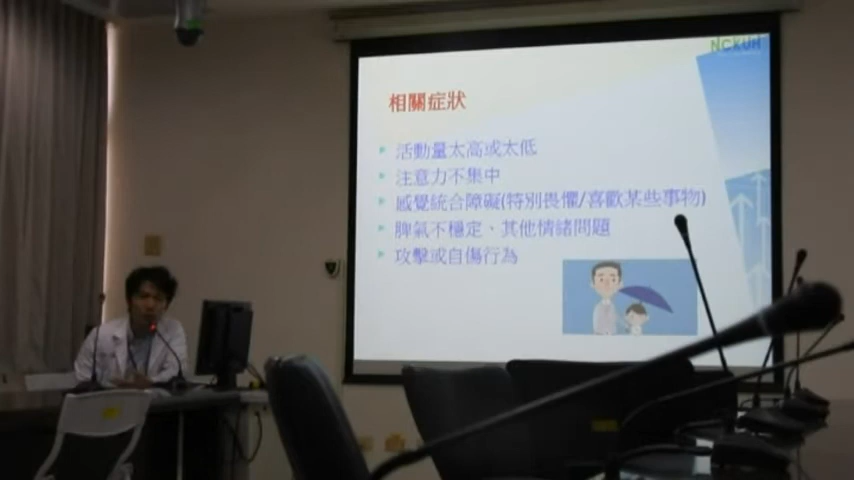 NCKUH
相關症狀
活動量太高或太低
注意力不集中
感覺統合障礙(特別畏懼/喜歡某些事物)
脾氣不穩定、其他情緒問題
攻擊或自傷行為